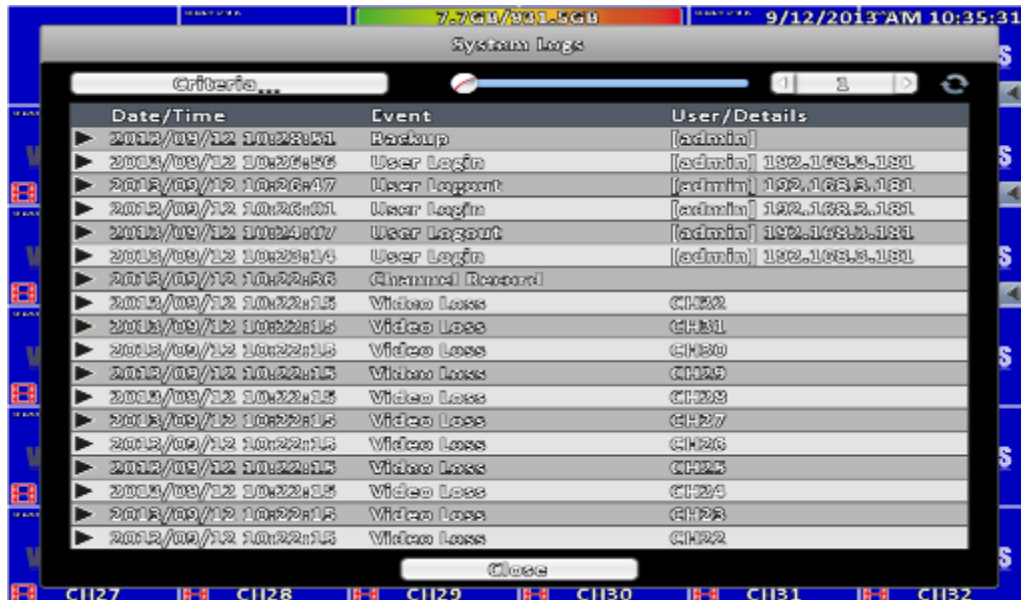 7.7GB/931.5GB
9/12/2013 AM 10:35:31
System Logs
Criteria...
1
Date/Time Event User/Details
2013/09/12 10:28:51 Backup [admin]
2013/09/12 10:26:56 User Login [admin] 192.168.3.181
2013/09/12 10:26:47 User Logout [admin] 192.168.3.181
2013/09/12 10:26:01 User Login [admin] 192.168.3.181
2013/09/12 10:24:07 User Logout [admin] 192.168.3.181
2013/09/12 10:23:14 User Login [admin] 192.168.3.181
2013/09/12 10:22:36 Channel Record
2013/09/12 10:22:15 Video Loss CH32
2013/09/12 10:22:15 Video Loss CH31
2013/09/12 10:22:15 Video Loss CH30
2013/09/12 10:22:15 Video Loss CH29
2013/09/12 10:22:15 Video Loss CH28
2013/09/12 10:22:15 Video Loss CH27
2013/09/12 10:22:15 Video Loss CH26
2013/09/12 10:22:15 Video Loss CH25
2013/09/12 10:22:15 Video Loss CH24
2013/09/12 10:22:15 Video Loss CH23
2013/09/12 10:22:15 Video Loss CH22
Close
CH27 CH28 CH29 CH30 CH31 CH32